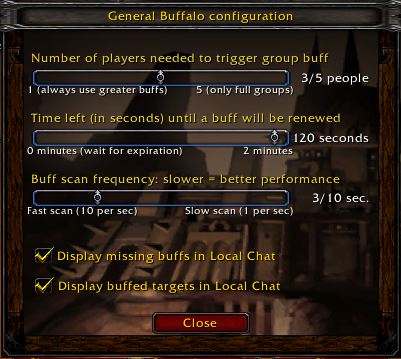 General Buffalo configuration
Number of players needed to trigger group buff
3/5 people
1 (always use greater buffs) 5 (only full groups)
Time left (in seconds) until a buff will be renewed
120 seconds
0 minutes (wait for expiration) 2 minutes
Buff scan frequency: slower = better performance
3/10 sec.
Fast scan (10 per sec) Slow scan (1 per sec)
Display missing buffs in Local Chat
Display buffed targets in Local Chat
Close